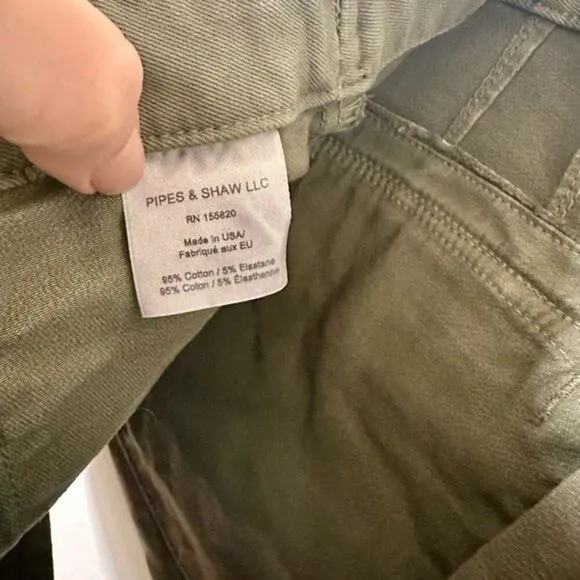 PIPES & SHAW LLC
RN 155820
Made in USA/
Fabriqué aux EU
95% Cotton / 5% Elastane
95% Coton / 5% Élasthanne